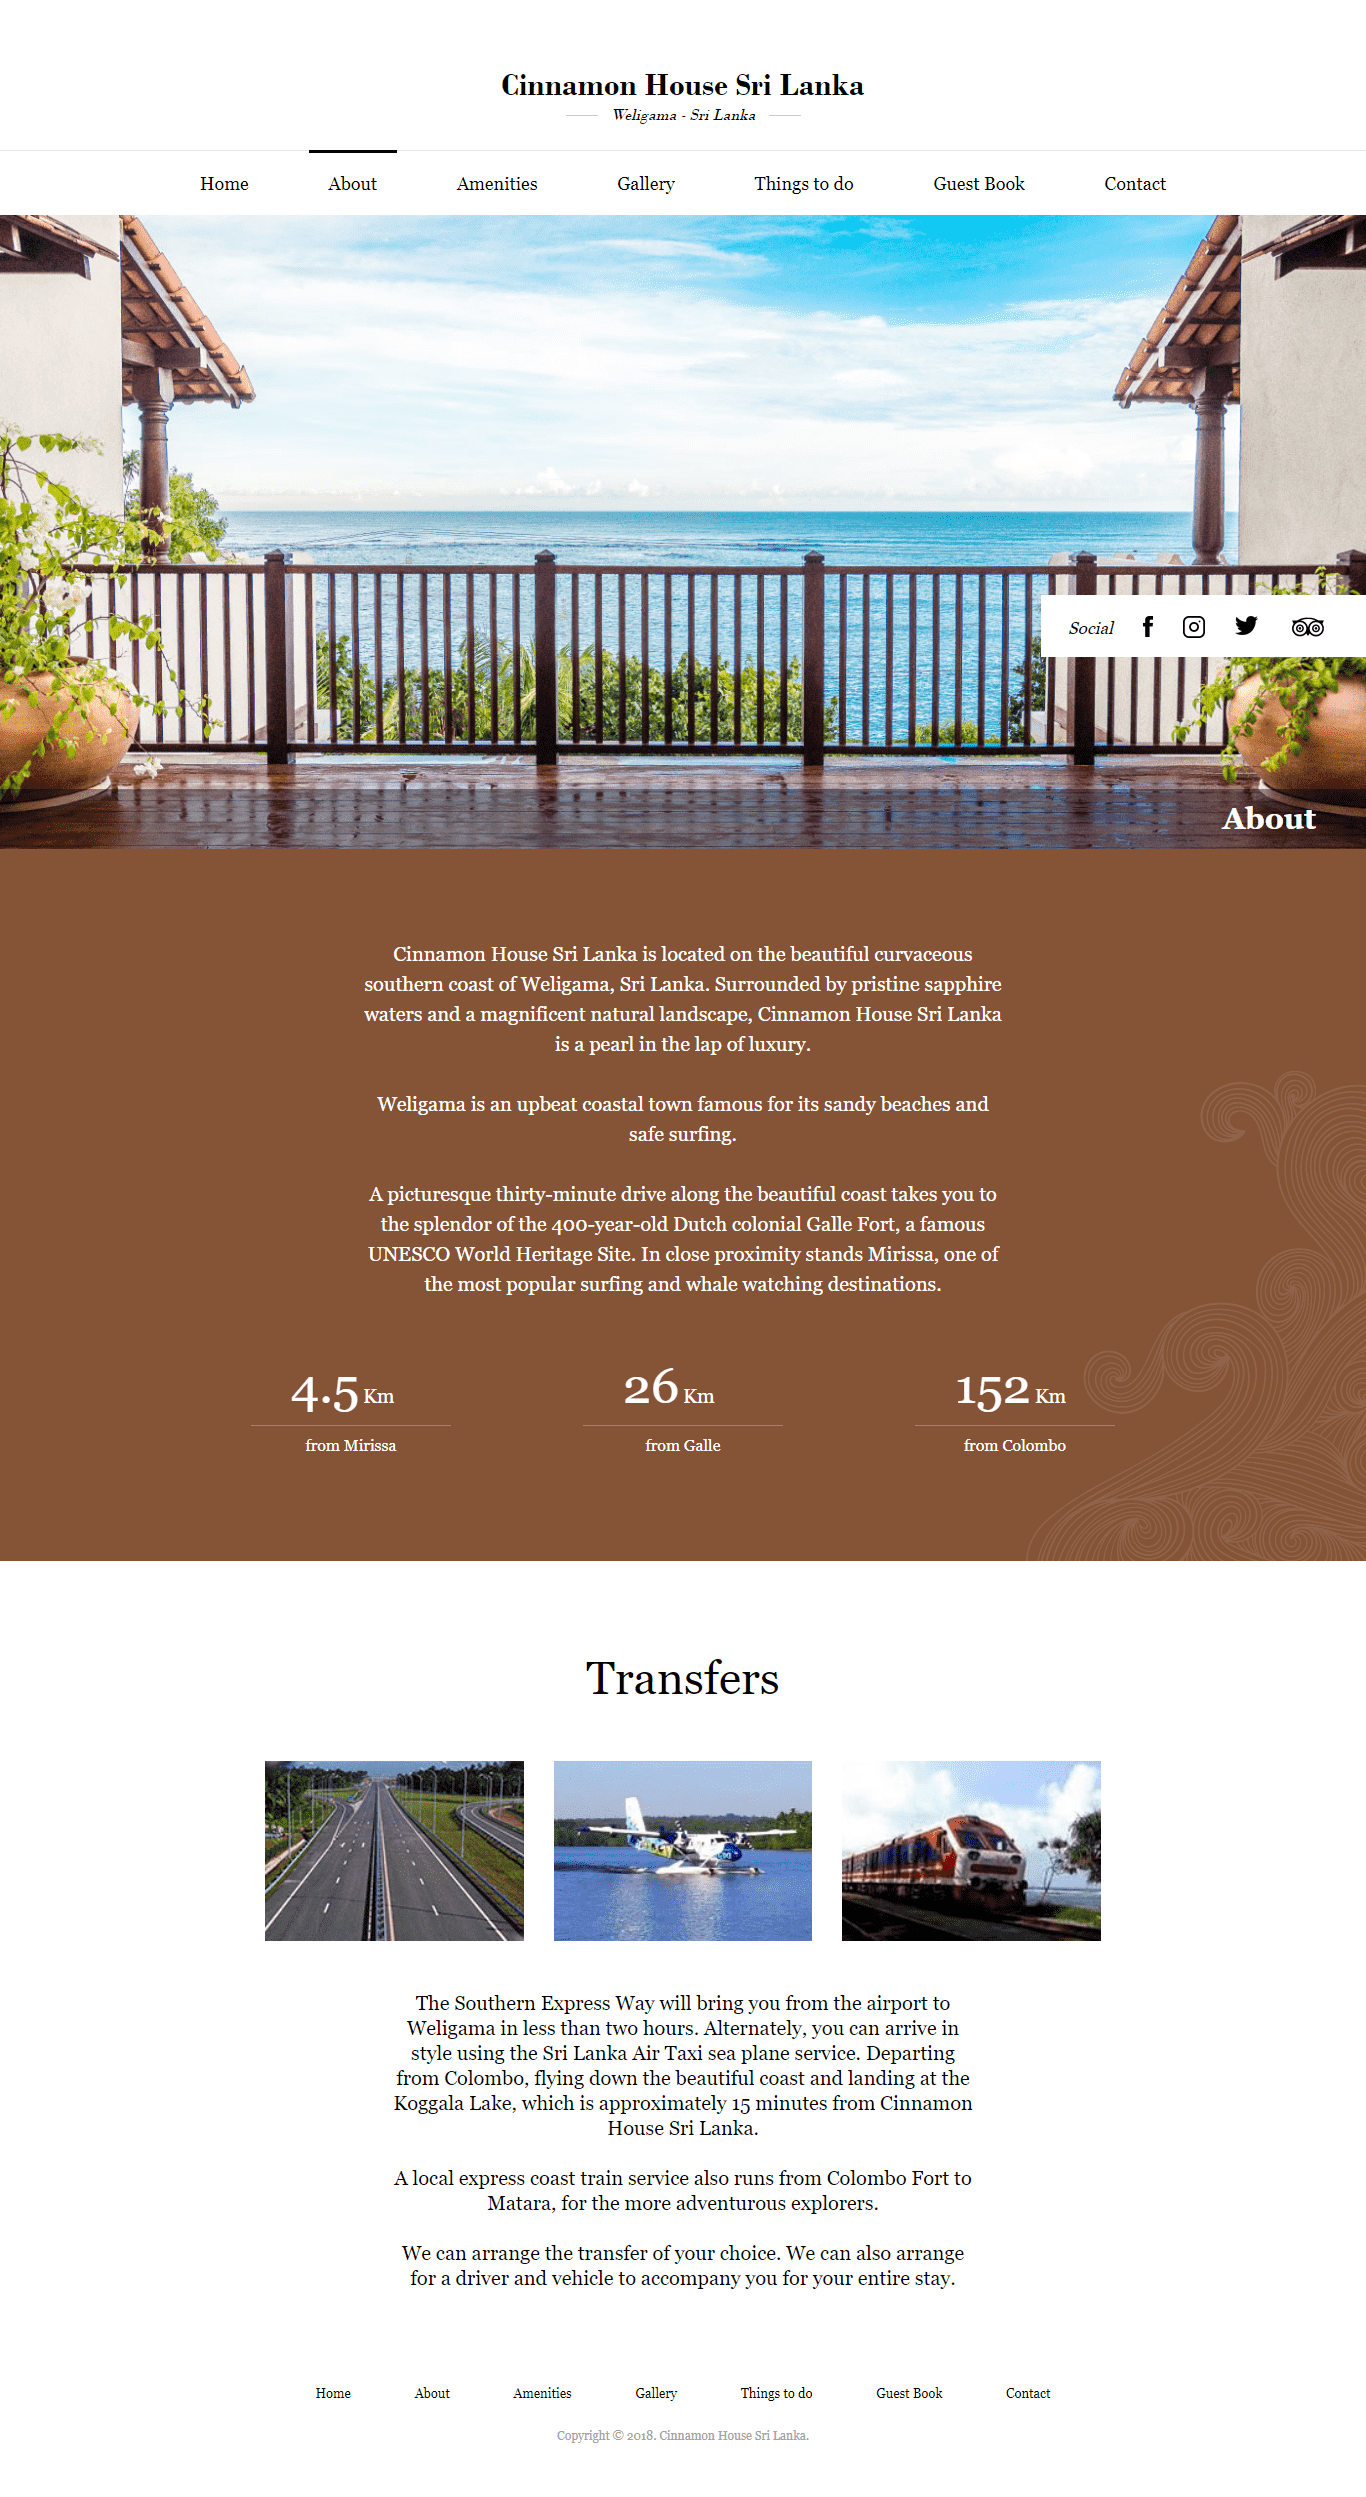 Cinnamon House Sri Lanka
Weligama - Sri Lanka
Home About Amenities Gallery Things to do Guest Book Contact
Social
About
Cinnamon House Sri Lanka is located on the beautiful curvaceous
southern coast of Weligama, Sri Lanka. Surrounded by pristine sapphire
waters and a magnificent natural landscape, Cinnamon House Sri Lanka
is a pearl in the lap of luxury.
Weligama is an upbeat coastal town famous for its sandy beaches and
safe surfing.
A picturesque thirty-minute drive along the beautiful coast takes you to
the splendor of the 400-year-old Dutch colonial Galle Fort, a famous
UNESCO World Heritage Site. In close proximity stands Mirissa, one of
the most popular surfing and whale watching destinations.
4.5 Km
from Mirissa
26 Km
from Galle
152 Km
from Colombo
Transfers
The Southern Express Way will bring you from the airport to
Weligama in less than two hours. Alternately, you can arrive in
style using the Sri Lanka Air Taxi sea plane service. Departing
from Colombo, flying down the beautiful coast and landing at the
Koggala Lake, which is approximately 15 minutes from Cinnamon
House Sri Lanka.
A local express coast train service also runs from Colombo Fort to
Matara, for the more adventurous explorers.
We can arrange the transfer of your choice. We can also arrange
for a driver and vehicle to accompany you for your entire stay.
Home About Amenities Gallery Things to do Guest Book Contact
Copyright © 2018. Cinnamon House Sri Lanka.